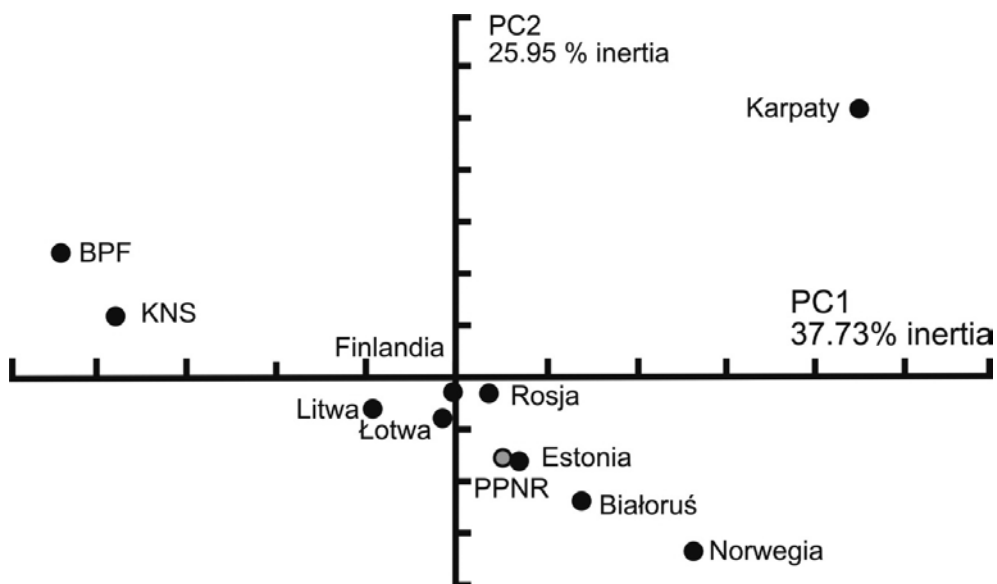 PC2
25.95 % inertia
Karpaty
BPF
KNS
PC1
37.73% inertia
Finlandia
Litwa
Łotwa
Rosja
Estonia
PPNR
Białoruś
Norwegia